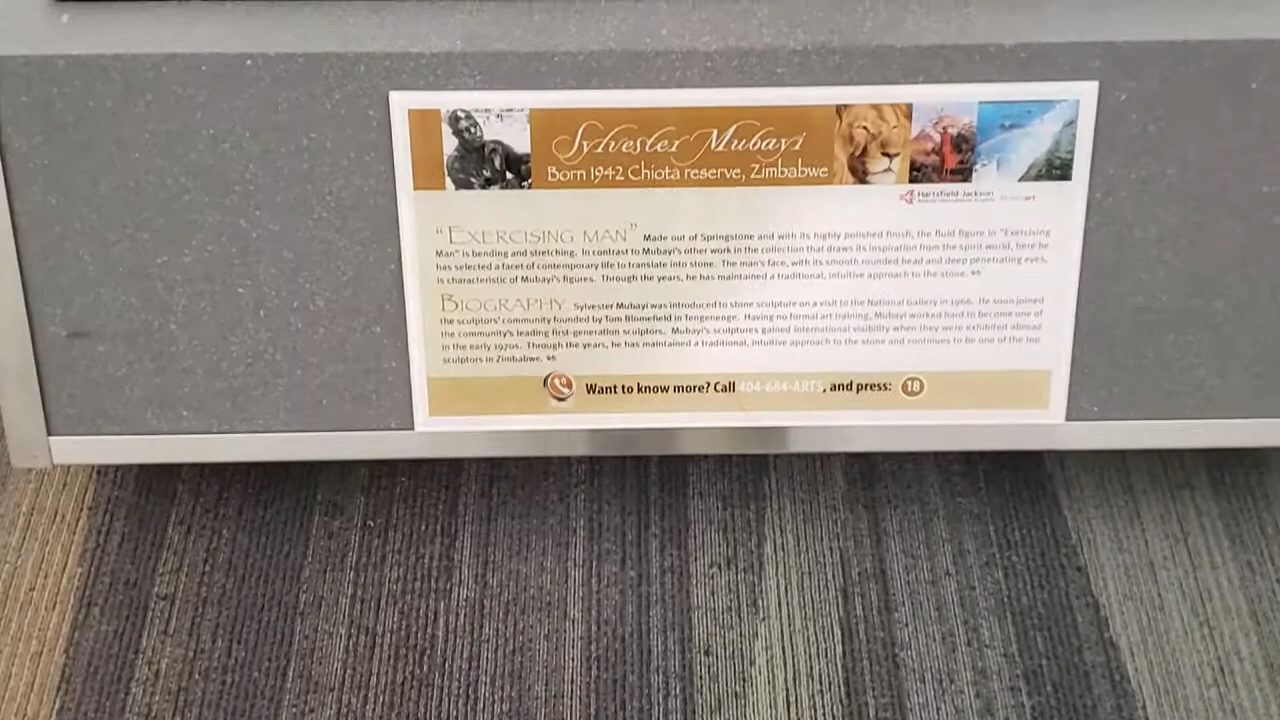 Sylvester Mubayi
Born 1942 Chiota reserve, Zimbabwe
Hartsfield-Jackson
“EXERCISING MAN” Made out of Springstone and with its highly polished finish, the fluid figure in "Exercising
Man" is bending and stretching. In contrast to Mubayi's other work in the collection that draws its inspiration from the spirit world, here he
has selected a facet of contemporary life to translate into stone. The man's face, with its smooth rounded head and deep penetrating eyes,
is characteristic of Mubayi's figures. Through the years, he has maintained a traditional, intuitive approach to the stone.
BIOGRAPHY Sylvester Mubayi was introduced to stone sculpture on a visit to the National Gallery in 1966. He soon joined
the sculptors' community founded by Tom Blomefield in Tengenenge. Having no formal art training, Mubayi worked hard to become one of
the community's leading first-generation sculptors. Mubayi's sculptures gained international visibility when they were exhibited abroad
in the early 1970s. Through the years, he has maintained a traditional, intuitive approach to the stone and continues to be one of the top
sculptors in Zimbabwe.
Want to know more? Call 404-684-ARTS, and press: 18